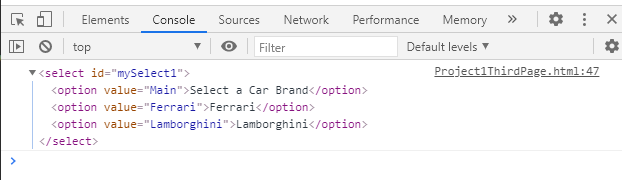 Elements Console Sources Network Performance Memory »
top Filter Default levels
<select id="mySelect1"> Project1ThirdPage.html:47
<option value="Main">Select a Car Brand</option>
<option value="Ferrari">Ferrari</option>
<option value="Lamborghini">Lamborghini</option>
</select>
>